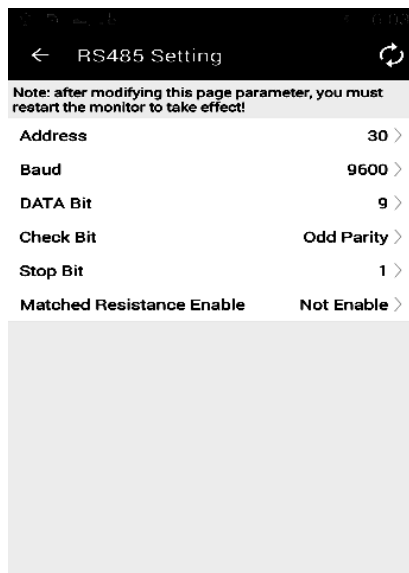 RS485 Setting
Note: after modifying this page parameter, you must
restart the monitor to take effect!
Address 30
Baud 9600
DATA Bit 9
Check Bit Odd Parity
Stop Bit 1
Matched Resistance Enable Not Enable